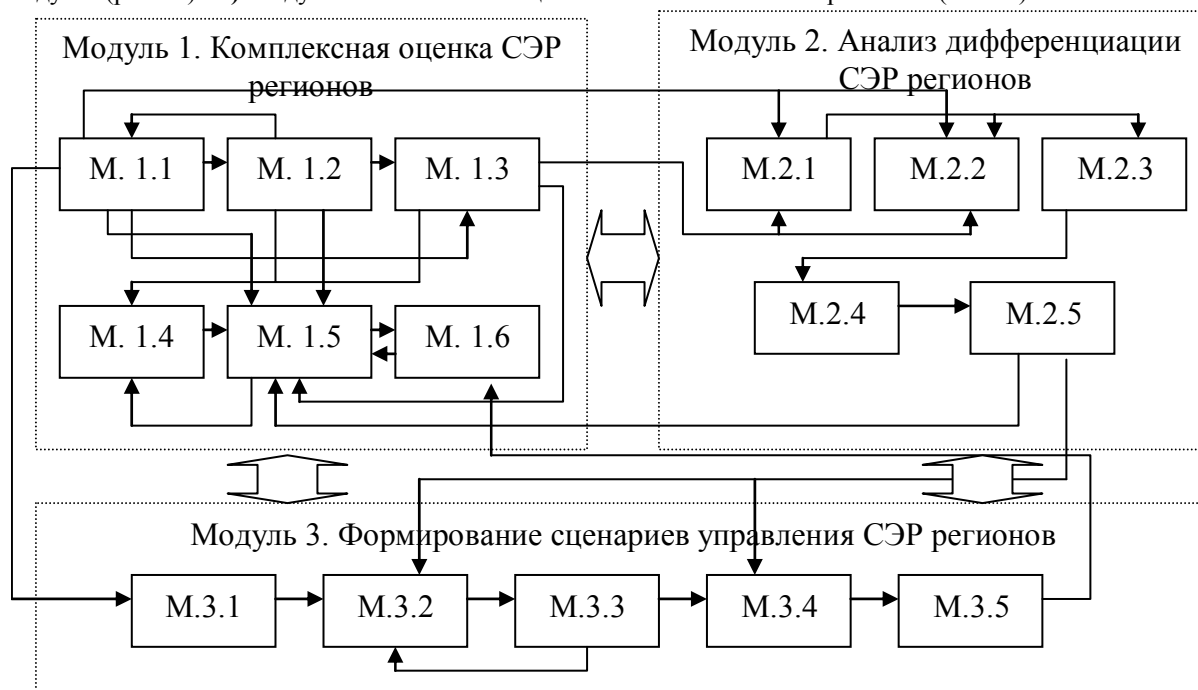 Модуль 1. Комплексная оценка СЭР
регионов
Модуль 2. Анализ дифференциации
СЭР регионов
М. 1.1
М. 1.2
М. 1.3
М.2.1
М.2.2
М.2.3
М. 1.4
М. 1.5
М. 1.6
М.2.4
М.2.5
Модуль 3. Формирование сценариев управления СЭР регионов
М.3.1
М.3.2
М.3.3
М.3.4
М.3.5